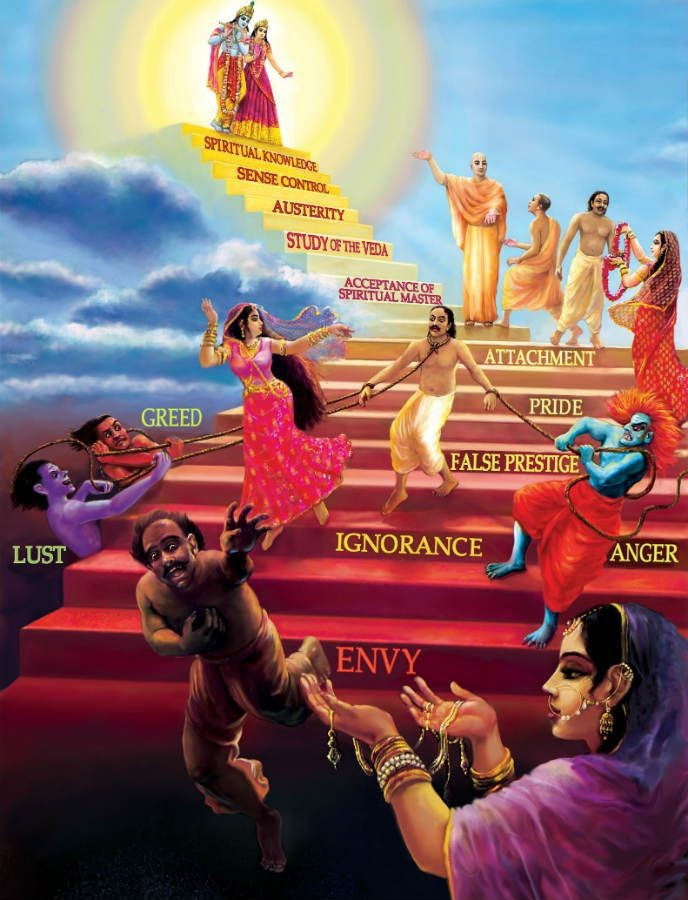 SPIRITUAL KNOWLEDGE
SENSE CONTROL
AUSTERITY
STUDY OF THE VEDA
ACCEPTANCE OF
SPIRITUAL MASTER
ATTACHMENT
PRIDE
GREED
FALSE PRESTIGE
LUST
IGNORANCE
ANGER
ENVY